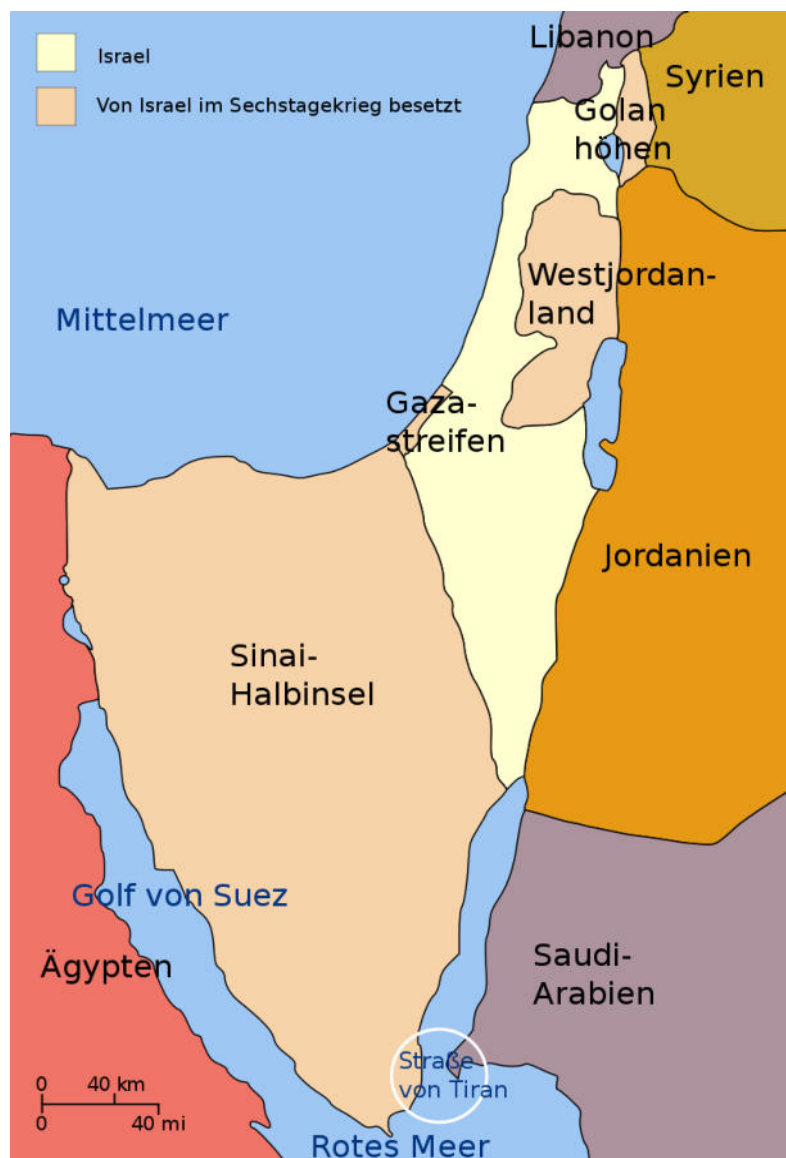 Libanon
Israel
Syrien
Von Israel im Sechstagekrieg besetzt
Golan
höhen
Westjordan-
land
Mittelmeer
Gaza-
streifen
Jordanien
Sinai-
Halbinsel
Golf von Suez
Ägypten
Saudi-
Arabien
Straße
von Tiran
0 40 km
0 40 mi
Rotes Meer